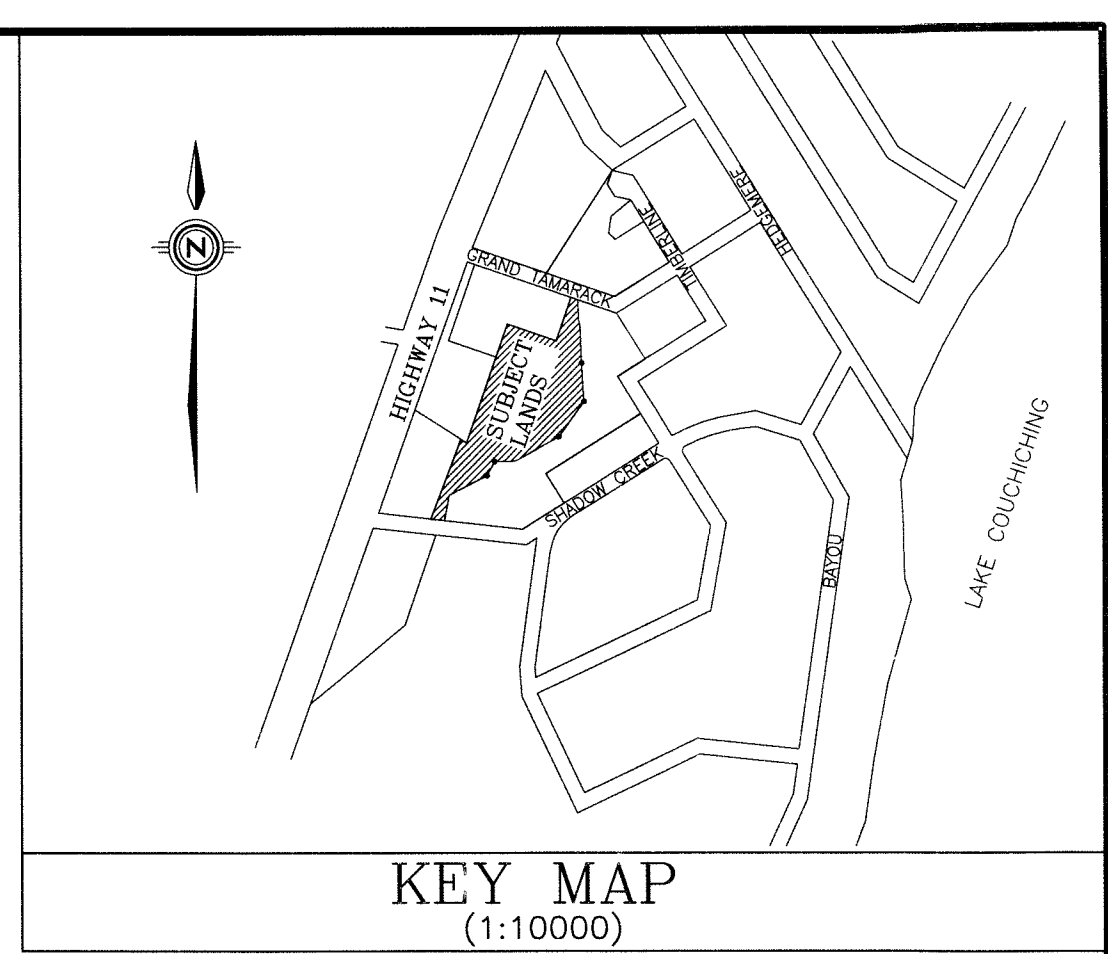 HEDGEMERE
TIMBERLINE
N
GRAND TAMARACK
HIGHWAY 11
SUBJECT
LANDS
SHADOW CREEK
BAYOU
LAKE COUCHICHING
KEY MAP
(1:10000)